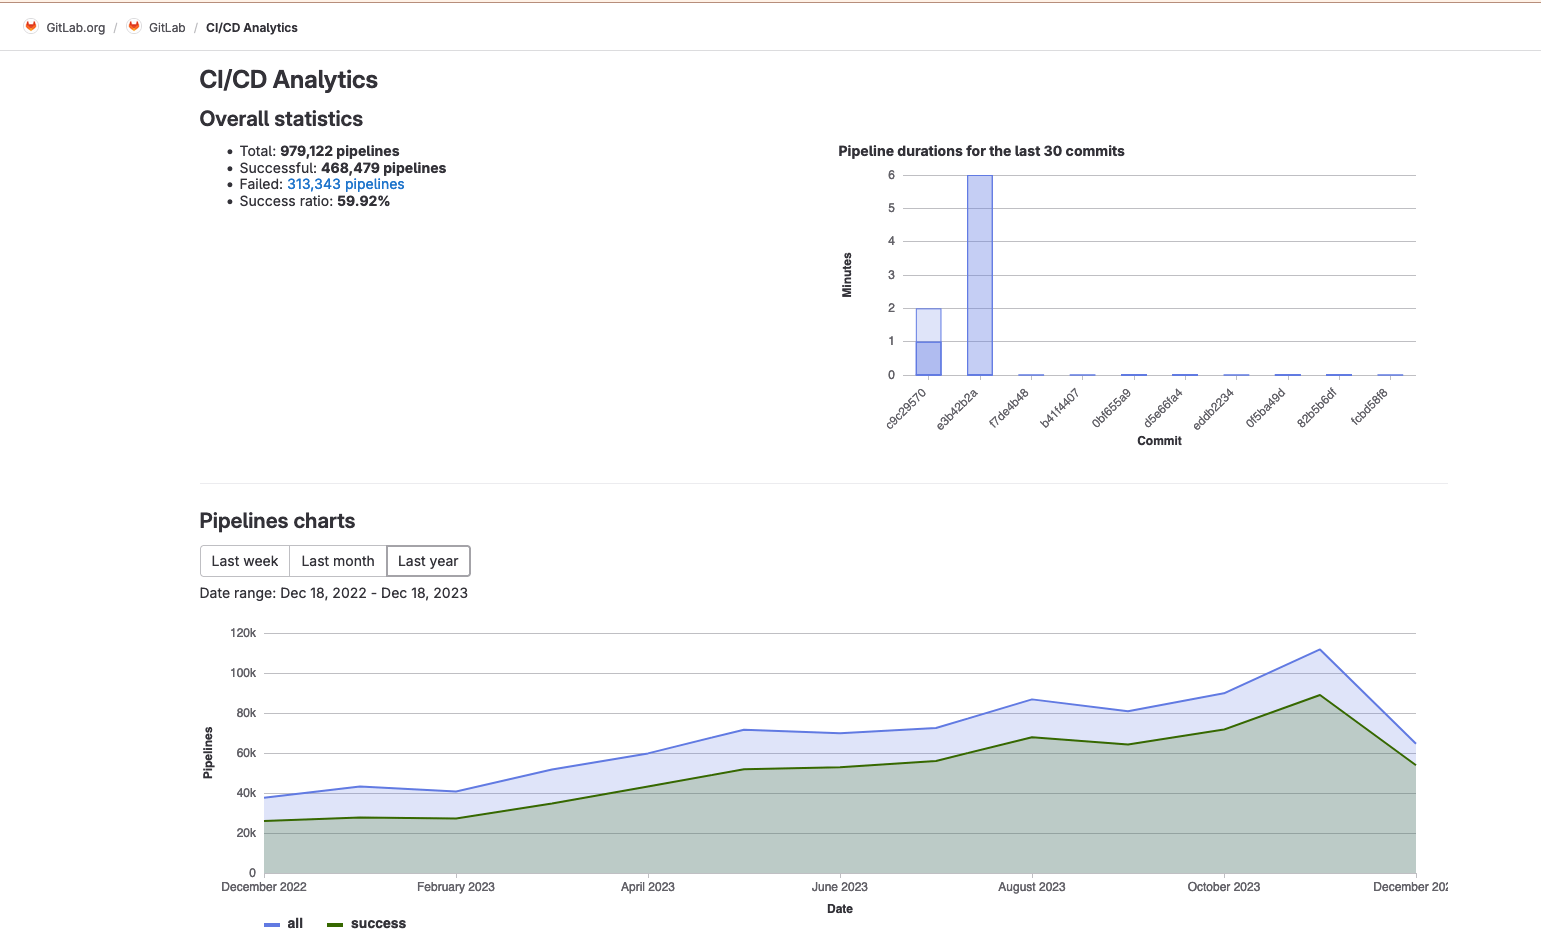 GitLab.org / GitLab / CI/CD Analytics
CI/CD Analytics
Overall statistics
Total: 979,122 pipelines
Successful: 468,479 pipelines
Failed: 313,343 pipelines
Success ratio: 59.92%
Pipeline durations for the last 30 commits
6
5
4
3
2
1
0
Minutes
c9c29570
e3b42b2a
f7de4b48
b41f4407
0bf655a9
d5e66fa4
eddb2234
0f5ba49d
82b5b6df
fcbd58f8
Commit
Pipelines charts
Last week Last month Last year
Date range: Dec 18, 2022 - Dec 18, 2023
120k
100k
80k
60k
40k
20k
0
Pipelines
December 2022 February 2023 April 2023 June 2023 August 2023 October 2023 December 202
Date
all success